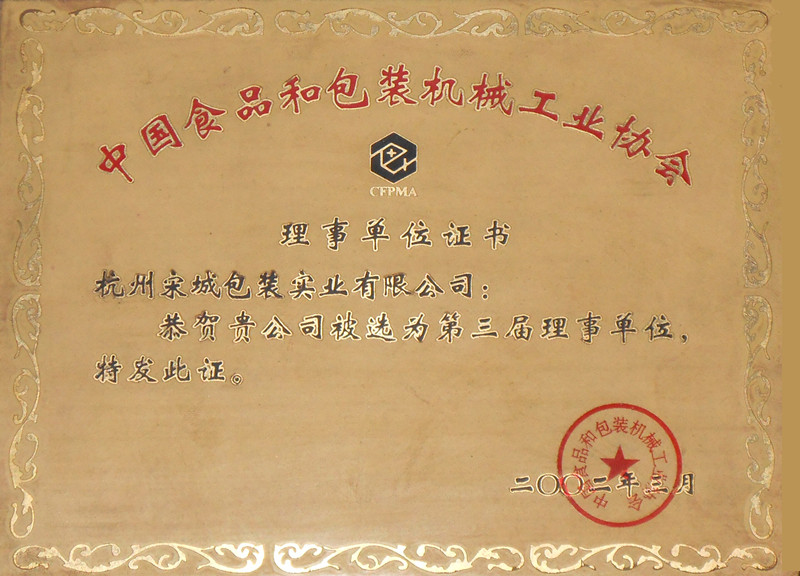 中国食品和包装机械工业协会
CFPMA
理事单位证书
杭州宋城包装实业有限公司：
恭贺贵公司被选为第三届理事单位，
特发此证。
中国食品和包装机械工业协会
二〇〇二年三月